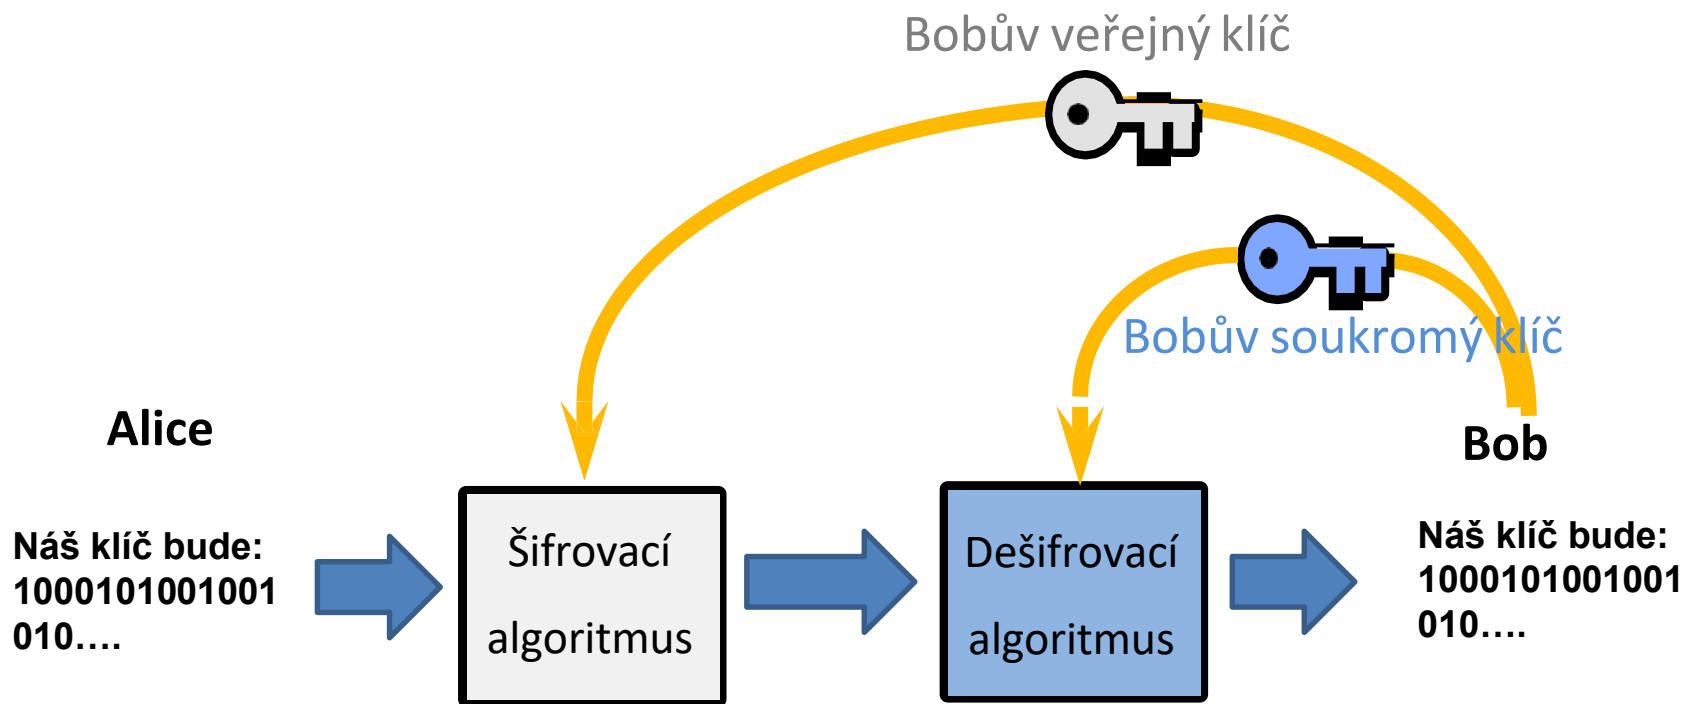 Bobův veřejný klíč
Bobův soukromý klíč
Alice
Bob
Náš klíč bude:
1000101001001
010....
Šifrovací
algoritmus
Dešifrovací
algoritmus
Náš klíč bude:
1000101001001
010....